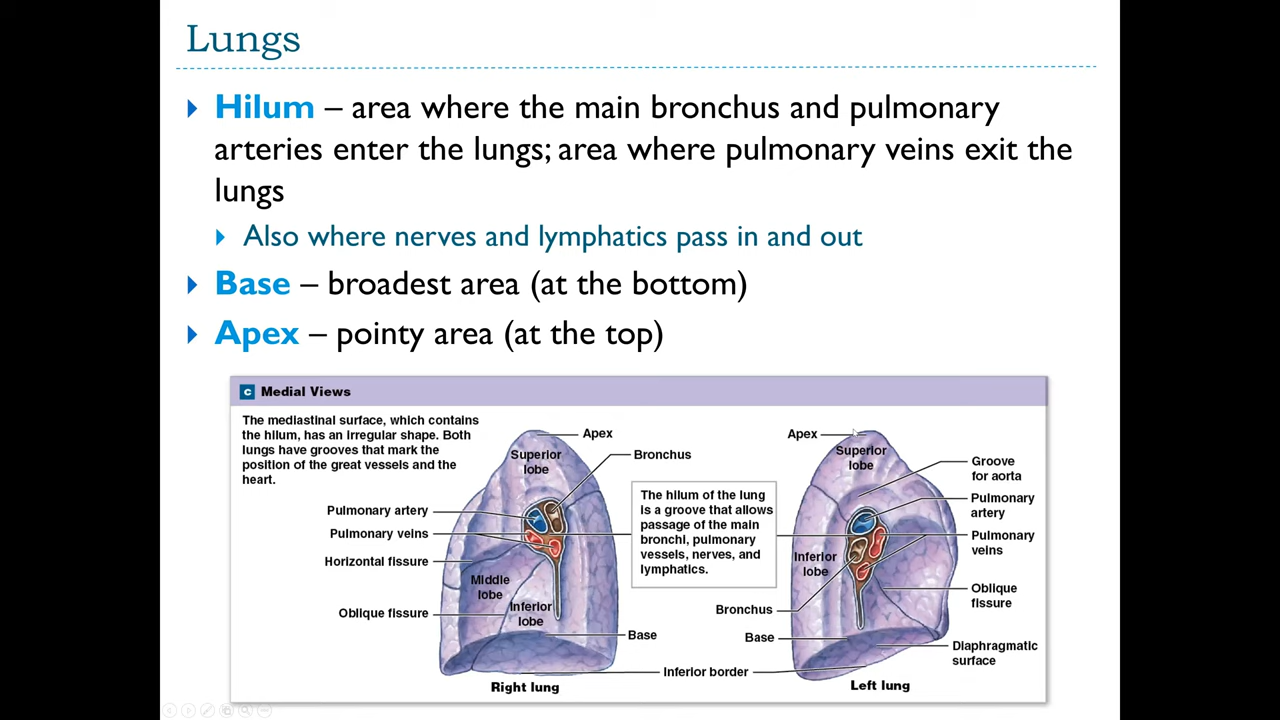 Lungs
Hilum – area where the main bronchus and pulmonary
arteries enter the lungs; area where pulmonary veins exit the
lungs
Also where nerves and lymphatics pass in and out
Base – broadest area (at the bottom)
Apex – pointy area (at the top)
c Medial Views
The mediastinal surface, which contains
the hilum, has an irregular shape. Both
lungs have grooves that mark the
position of the great vessels and the
heart.
Apex
Superior
lobe
Bronchus
Pulmonary artery
Pulmonary veins
Horizontal fissure
Middle
lobe
Oblique fissure
Inferior
lobe
Base
Right lung
The hilum of the lung
is a groove that allows
passage of the main
bronchi, pulmonary
vessels, nerves, and
lymphatics.
Inferior border
Apex
Superior
lobe
Groove
for aorta
Pulmonary
artery
Pulmonary
veins
Inferior
lobe
Oblique
fissure
Bronchus
Base
Diaphragmatic
surface
Left lung